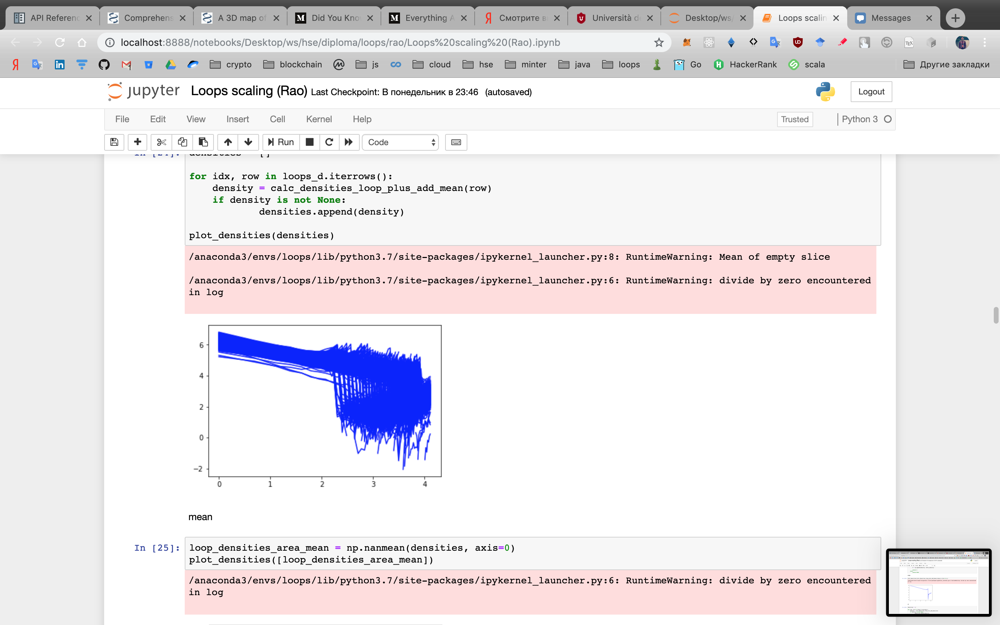 API Referenc
Comprehens
A 3D map of
Did You Kno
Everything A
Смотрите в
Università d
Desktop/ws/
Loops scalin
Messages
localhost:8888/notebooks/Desktop/ws/hse/diploma/loops/rao/Loops%20scaling%20(Rao).ipynb
crypto
blockchain
js
cloud
hse
minter
java
loops
Go
HackerRank
scala
Другие закладки
jupyter Loops scaling (Rao) Last Checkpoint: В понедельник в 23:46 (autosaved)
Logout
File Edit View Insert Cell Kernel Help
Trusted
Python 3
Run
Code
In [24]: densities = []
for idx, row in loops_d.iterrows():
density = calc_densities_loop_plus_add_mean(row)
if density is not None:
densities.append(density)
plot_densities(densities)
/anaconda3/envs/loops/lib/python3.7/site-packages/ipykernel_launcher.py:8: RuntimeWarning: Mean of empty slice
/anaconda3/envs/loops/lib/python3.7/site-packages/ipykernel_launcher.py:6: RuntimeWarning: divide by zero encountered
in log
6
4
2
0
−2
0 1 2 3 4
mean
In [25]: loop_densities_area_mean = np.nanmean(densities, axis=0)
plot_densities([loop_densities_area_mean])
/anaconda3/envs/loops/lib/python3.7/site-packages/ipykernel_launcher.py:6: RuntimeWarning: divide by zero encountered
in log